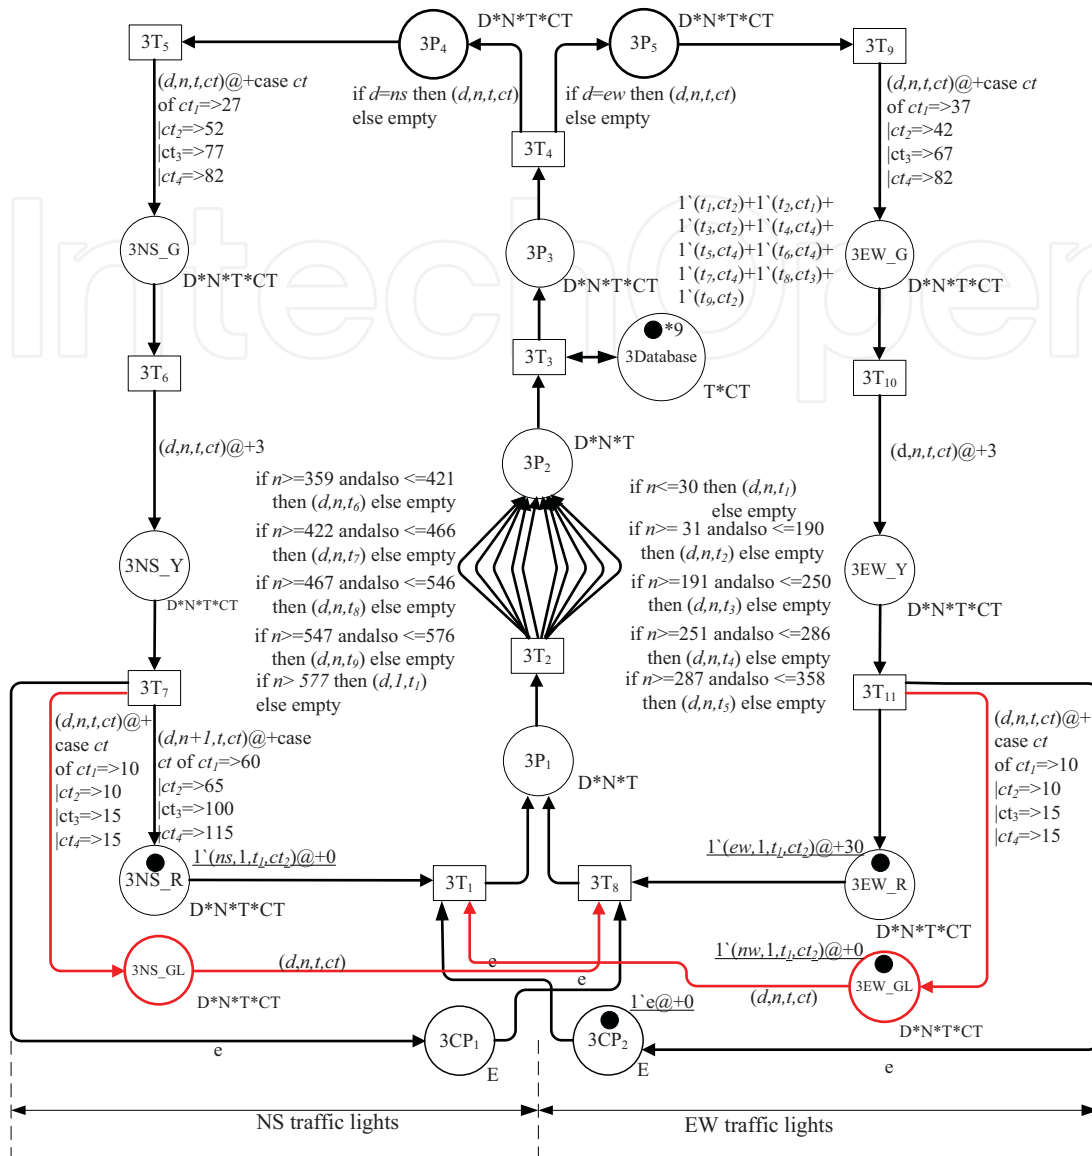 3T5
3P4
D*N*T*CT
3P5
D*N*T*CT
3T9
(d,n,t,ct)@+case ct
of ct1=>27
|ct2=>52
|ct3=>77
|ct4=>82
if d=ns then (d,n,t,ct)
else empty
if d=ew then (d,n,t,ct)
else empty
(d,n,t,ct)@+case ct
of ct1=>37
|ct2=>42
|ct3=>67
|ct4=>82
3T4
1`(t1,ct2)+1`(t2,ct1)+
1`(t3,ct2)+1`(t4,ct4)+
1`(t5,ct4)+1`(t6,ct4)+
1`(t7,ct4)+1`(t8,ct3)+
1`(t9,ct2)
3NS_G
D*N*T*CT
3P3
D*N*T*CT
3EW_G
D*N*T*CT
IntechOpen
3T6
3T3
*9
3Database
T*CT
3T10
(d,n,t,ct)@+3
3P2
D*N*T
(d,n,t,ct)@+3
if n>=359 andalso <=421
then (d,n,t6) else empty
if n>=422 andalso <=466
then (d,n,t7) else empty
if n>=467 andalso <=546
then (d,n,t8) else empty
if n>=547 andalso <=576
then (d,n,t9) else empty
if n> 577 then (d,1,t1)
else empty
if n<=30 then (d,n,t1)
else empty
if n>= 31 andalso <=190
then (d,n,t2) else empty
if n>=191 andalso <=250
then (d,n,t3) else empty
if n>=251 andalso <=286
then (d,n,t4) else empty
if n>=287 andalso <=358
then (d,n,t5) else empty
3NS_Y
D*N*T*CT
3EW_Y
D*N*T*CT
3T2
3T7
3T11
(d,n,t,ct)@+
case ct
of ct1=>10
|ct2=>10
|ct3=>15
|ct4=>15
(d,n+1,t,ct)@+case
ct of ct1=>60
|ct2=>65
|ct3=>100
|ct4=>115
3P1
D*N*T
(d,n,t,ct)@+
case ct
of ct1=>10
|ct2=>10
|ct3=>15
|ct4=>15
3NS_R
D*N*T*CT
1`(ns,1,t1,ct2)@+0
3T1
3T8
1`(ew,1,t1,ct2)@+30
3EW_R
D*N*T*CT
3NS_GL
D*N*T*CT
(d,n,t,ct)
e
e
(d,n,t,ct)
1`(nw,1,t1,ct2)@+0
3EW_GL
D*N*T*CT
e
3CP1
E
1`e@+0
3CP2
E
e
NS traffic lights
EW traffic lights